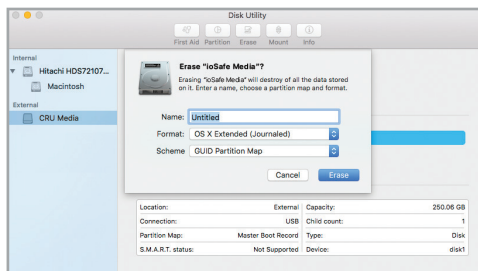 Disk Utility
First Aid Partition Erase Mount Info
Internal
Hitachi HDS72107...
Macintosh
External
CRU Media
Erase "ioSafe Media"?
Erasing "ioSafe Media" will destroy of all the data stored
on it. Enter a name, choose a partition map and format.
Name: Untitled
Format: OS X Extended (Journaled)
Scheme GUID Partition Map
Cancel Erase
Location: External Capacity: 250.06 GB
Connection: USB Child count: 1
Partition Map: Master Boot Record Type: Disk
S.M.A.R.T. status: Not Supported Device: disk1